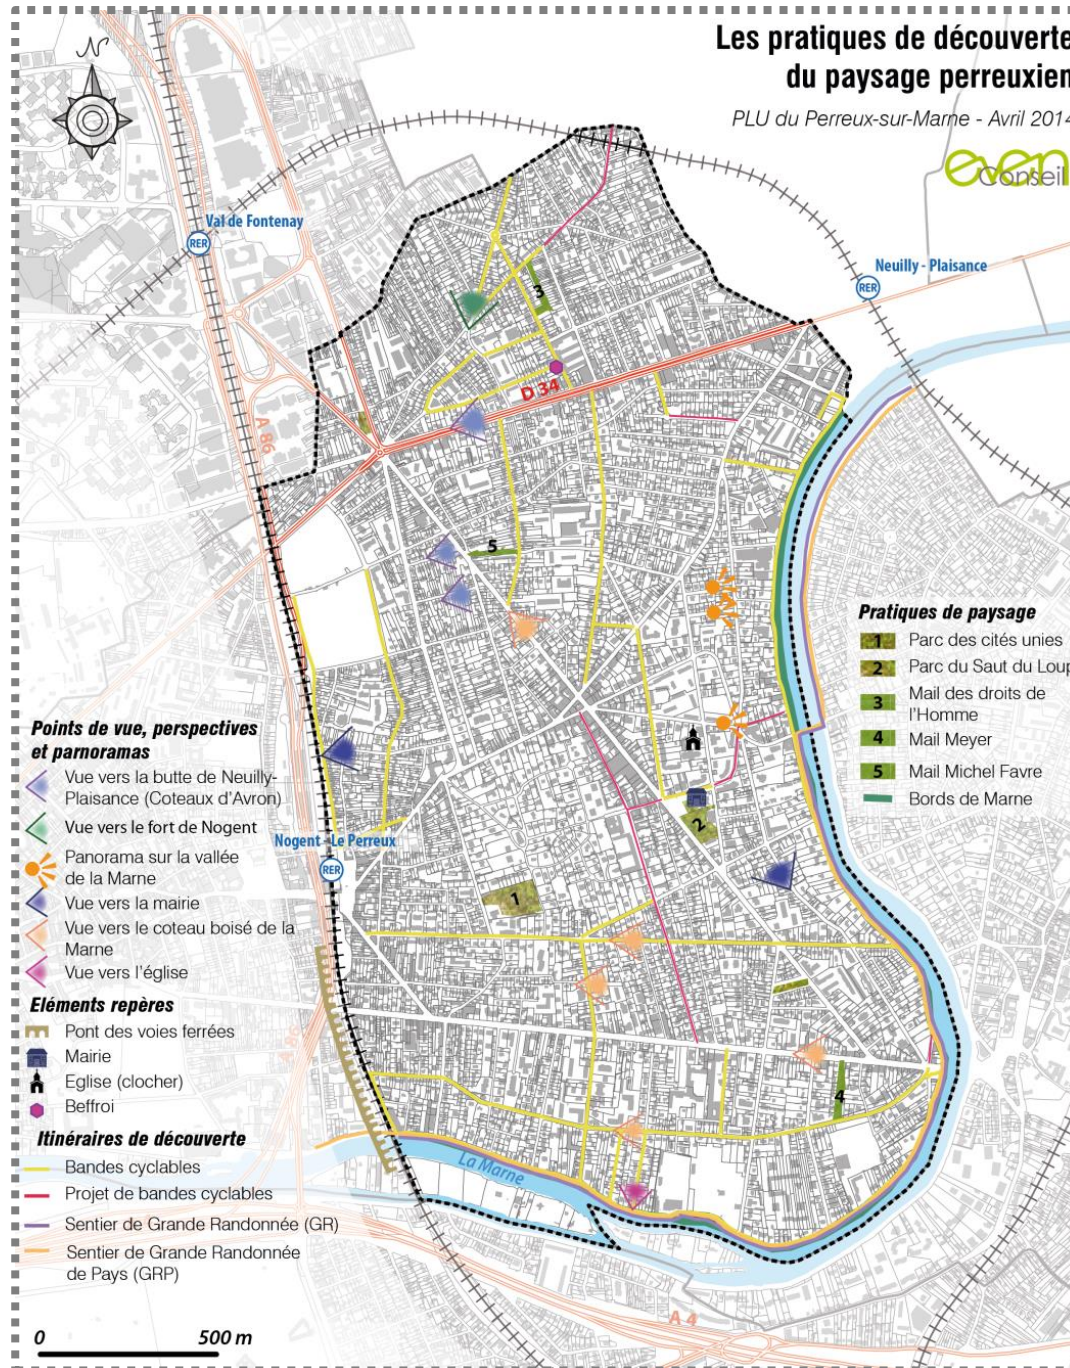 Les pratiques de découverte
du paysage perreuxien
PLU du Perreux-sur-Marne - Avril 2014
even
Conseil
N
Val de Fontenay
RER
Neuilly - Plaisance
RER
3
D 34
A 86
5
Pratiques de paysage
1 Parc des cités unies
2 Parc du Saut du Loup
3 Mail des droits de
l'Homme
4 Mail Meyer
5 Mail Michel Favre
Bords de Marne
Points de vue, perspectives
et parnoramas
Vue vers la butte de Neuilly-
Plaisance (Coteaux d'Avron)
Vue vers le fort de Nogent
Panorama sur la vallée
de la Marne
Vue vers la mairie
Vue vers le coteau boisé de la
Marne
Vue vers l'église
Nogent - Le Perreux
RER
2
1
4
Eléments repères
Pont des voies ferrées
Mairie
Eglise (clocher)
Beffroi
A 86
Itinéraires de découverte
Bandes cyclables
Projet de bandes cyclables
Sentier de Grande Randonnée (GR)
Sentier de Grande Randonnée
de Pays (GRP)
La Marne
A 4
0 500 m